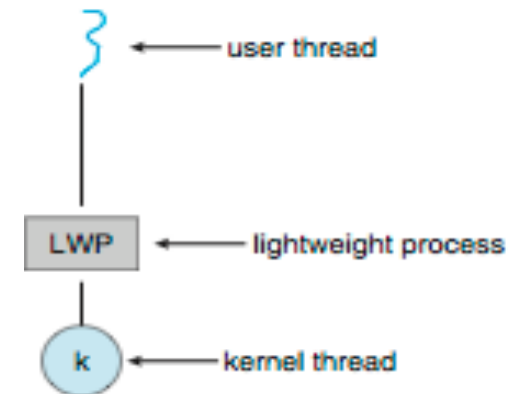 user thread
LWP
lightweight process
k
kernel thread